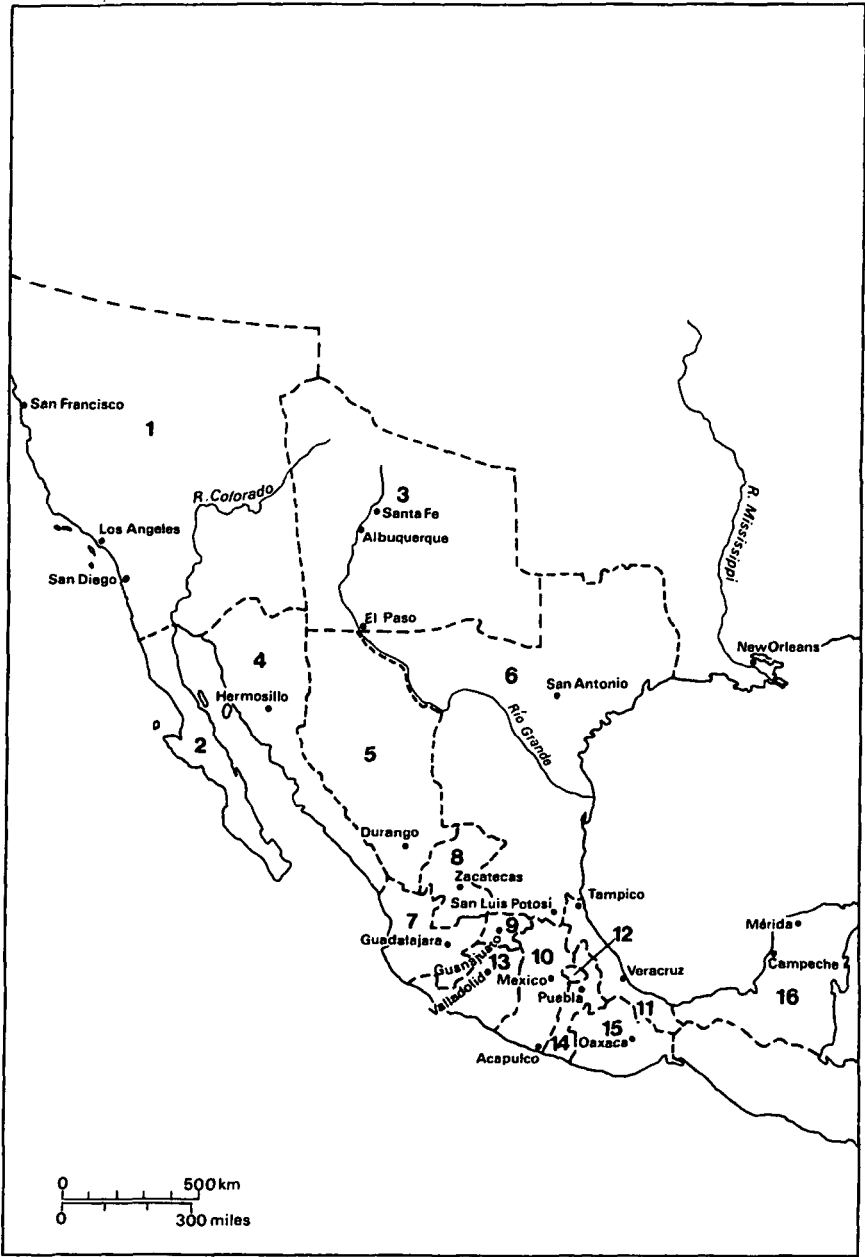 San Francisco
1
R. Colorado
3
Santa Fe
Albuquerque
Los Angeles
San Diego
R. Mississippi
El Paso
4
Hermosillo
2
6
San Antonio
New Orleans
Río Grande
5
Durango
8
Zacatecas
San Luis Potosí
Tampico
7
9
12
Mérida
Guadalajara
Guanajuato
13
10
Campeche
Valladolid
Mexico
Veracruz
Puebla
16
11
15
14
Oaxaca
Acapulco
0 500 km
0 300 miles